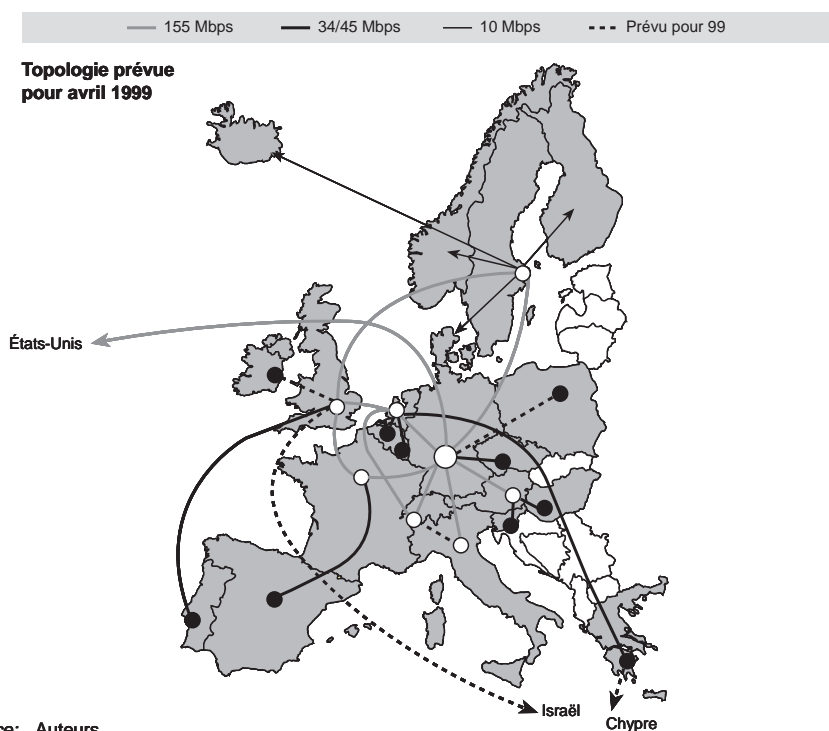 155 Mbps 34/45 Mbps 10 Mbps Prévu pour 99
Topologie prévue
pour avril 1999
États-Unis
Israël
Chypre
ce: Auteurs